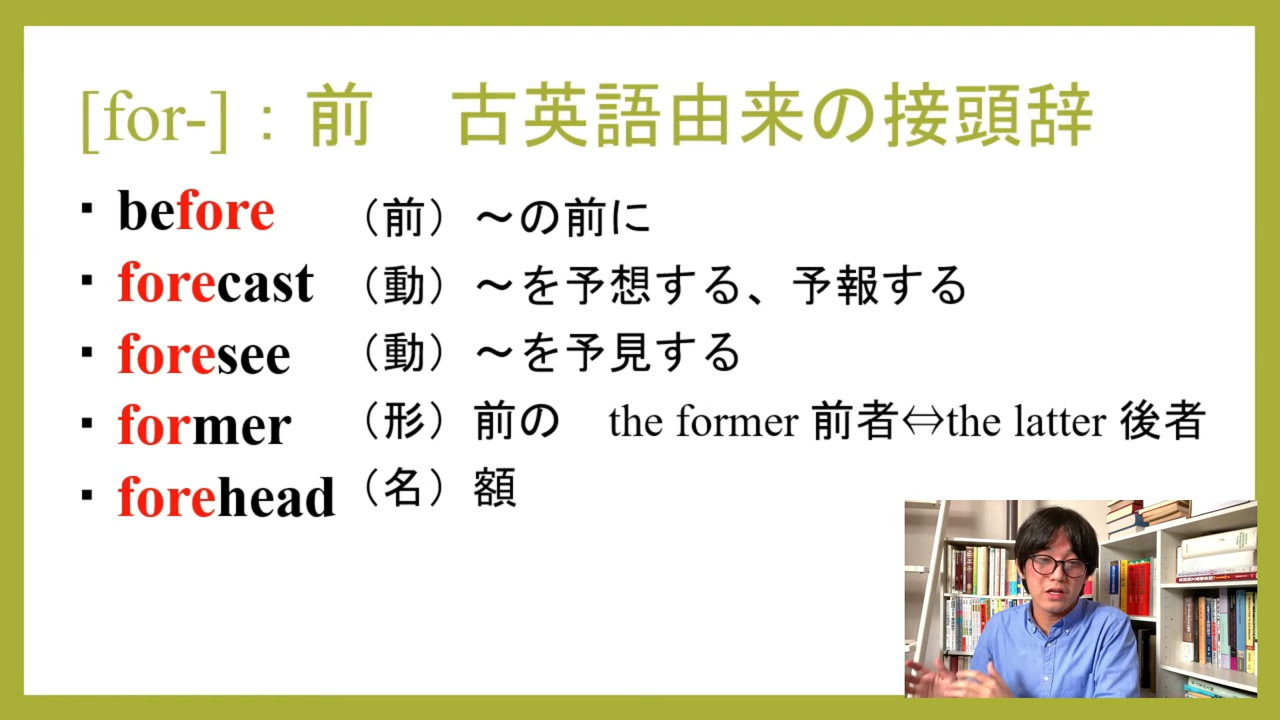 [for-]：前　古英語由来の接頭辞
・before （前）～の前に
・forecast （動）～を予想する、予報する
・foresee （動）～を予見する
・former （形）前の　the former 前者⇔the latter 後者
・forehead （名）額